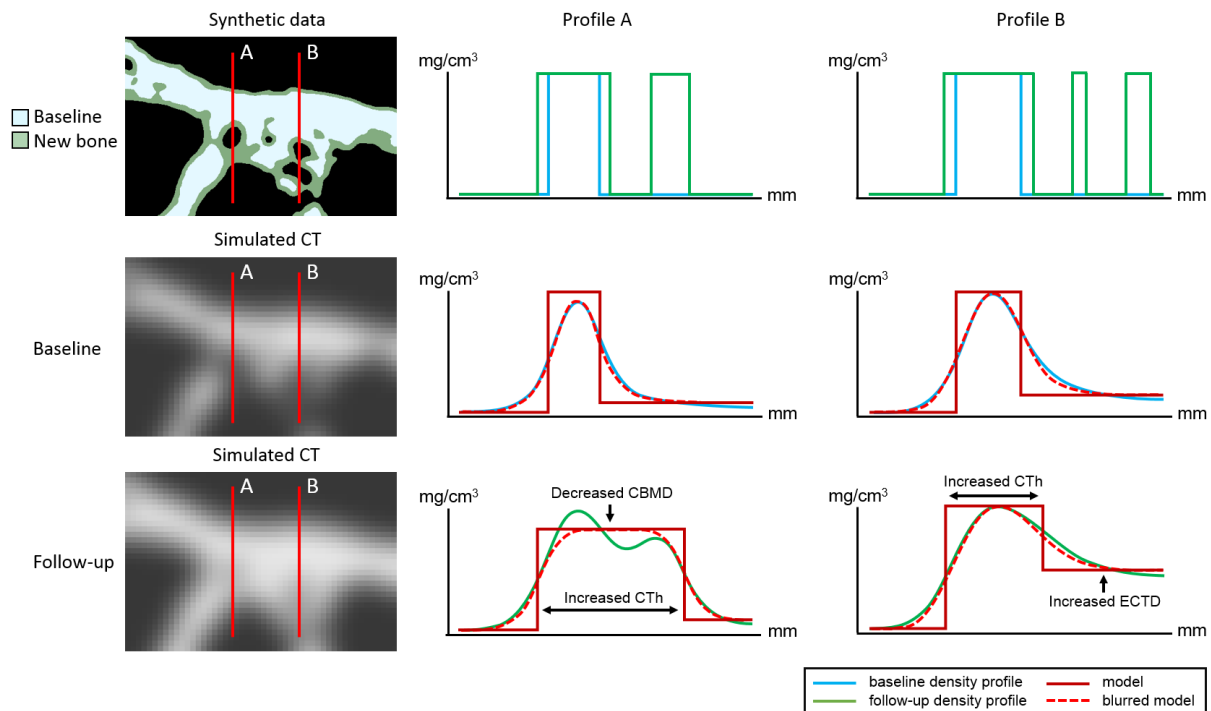 Synthetic data
Profile A
Profile B
A
B
Baseline
New bone
mg/cm³
mm
mg/cm³
mm
Simulated CT
A
B
Baseline
mg/cm³
mm
mg/cm³
mm
Simulated CT
A
B
Follow-up
mg/cm³
Decreased CBMD
Increased CTh
mm
mg/cm³
Increased CTh
Increased ECTD
mm
baseline density profile
model
follow-up density profile
blurred model